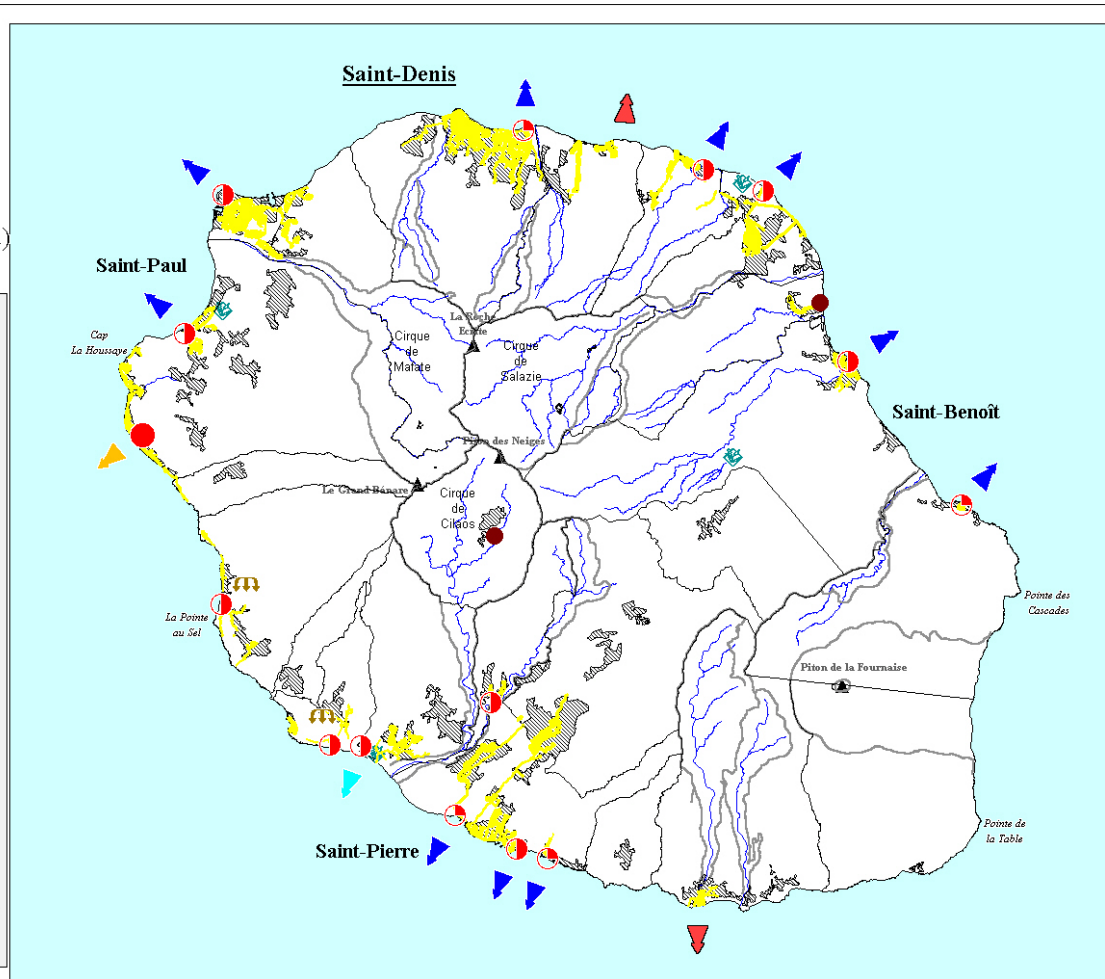 Saint-Denis
)
Saint-Paul
Cap
La Houssaye
La Roche
Ecrite
Cirque
de
Mafate
Cirque
de
Salazie
Saint-Benoît
Piton des Neiges
Le Grand Bénare
Cirque
de
Cilaos
Pointe des
Cascades
La Pointe
au Sel
Piton de la Fournaise
Pointe de
la Table
Saint-Pierre